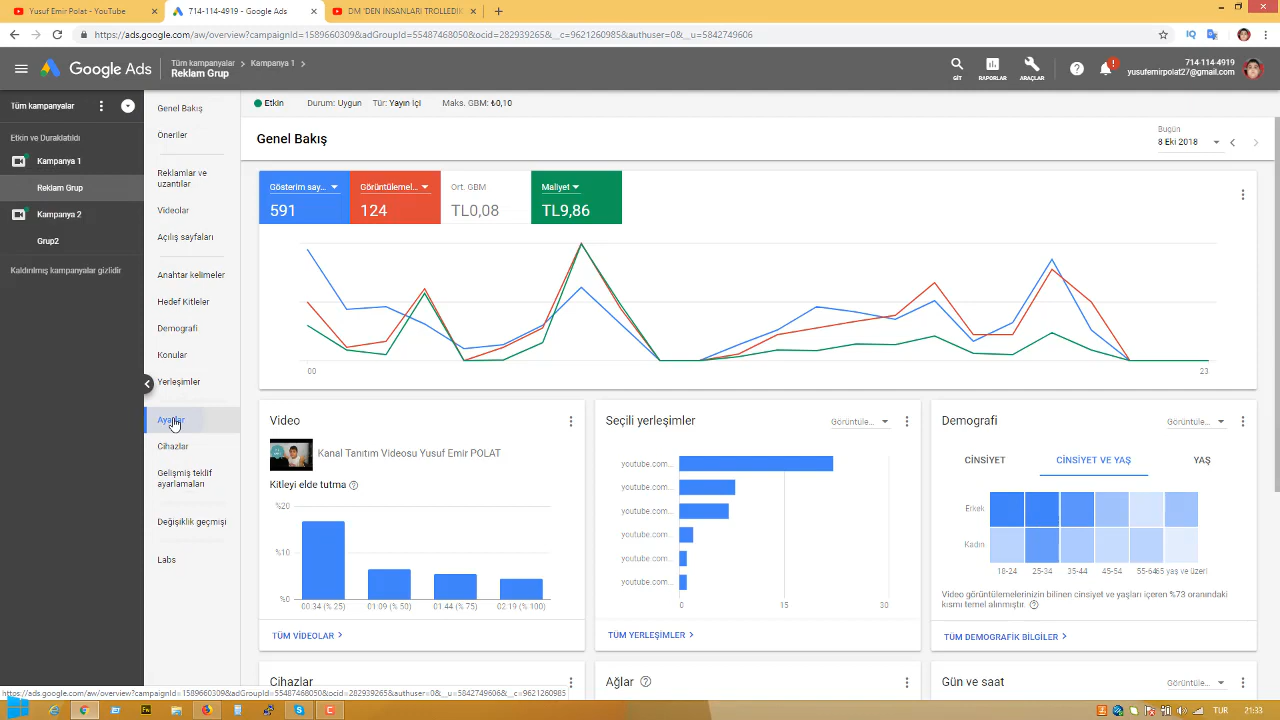 Yusuf Emir Polat - YouTube
714-114-4919 - Google Ads
DM 'DEN İNSANLARI TROLLEDİK
https://ads.google.com/aw/overview?campaignId=1589660309&adGroupId=55487468050&ocid=282939265&__c=9621260985&authuser=0&__u=5842749606
IQ
Google Ads
Tüm kampanyalar
Kampanya 1
Reklam Grup
GİT
RAPORLAR
ARAÇLAR
714-114-4919
yusufemirpolat27@gmail.com
Tüm kampanyalar
Etkin ve Duraklatıldı
Kampanya 1
Reklam Grup
Kampanya 2
Grup2
Kaldırılmış kampanyalar gizlidir
Genel Bakış
Öneriler
Reklamlar ve
uzantılar
Videolar
Açılış sayfaları
Anahtar kelimeler
Hedef Kitleler
Demografi
Konular
Yerleşimler
Ayarlar
Cihazlar
Gelişmiş teklif
ayarlamaları
Değişiklik geçmişi
Labs
Etkin Durum: Uygun Tür: Yayın İçi Maks. GBM: ₺0,10
Genel Bakış
Bugün
8 Eki 2018
Gösterim say...
591
Görüntülemel...
124
Ort. GBM
TL0,08
Maliyet
TL9,86
00
23
Video
Kanal Tanıtım Videosu Yusuf Emir POLAT
Kitleyi elde tutma
%20
%10
%0
00:34 (% 25) 01:09 (% 50) 01:44 (% 75) 02:19 (% 100)
TÜM VİDEOLAR
Seçili yerleşimler
Görüntüle...
youtube.com...
youtube.com...
youtube.com...
youtube.com...
youtube.com...
youtube.com...
0 15 30
TÜM YERLEŞİMLER
Demografi
Görüntüle...
CİNSİYET
CİNSİYET VE YAŞ
YAŞ
Erkek
Kadın
18-24 25-34 35-44 45-54 55-64 65 yaş ve üzeri
Video görüntülemelerinizin bilinen cinsiyet ve yaşları içeren %73 oranındaki
kısmı temel alınmıştır.
TÜM DEMOGRAFİK BİLGİLER
Cihazlar
Ağlar
Gün ve saat
Görüntüle...
https://ads.google.com/aw/overview?campaignId=1589660309&adGroupId=55487468050&ocid=282939265&authuser=0&__u=5842749606&__c=9621260985
TUR
21:33